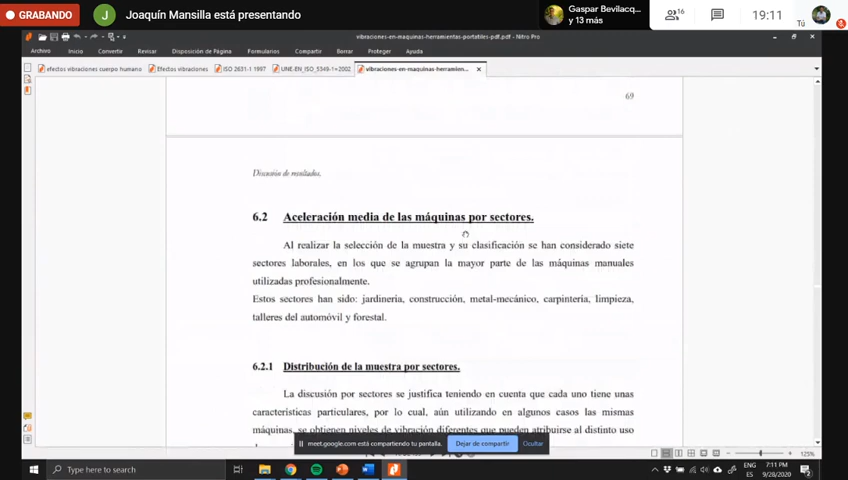 GRABANDO
J
Joaquín Mansilla está presentando
Gaspar Bevilacq...
y 13 más
16
19:11
Tú
vibraciones-en-maquinas-herramientas-portatiles-pdf.pdf - Nitro Pro
Archivo Inicio Convertir Revisar Disposición de Página Formularios Compartir Borrar Proteger Ayuda
efectos vibraciones cuerpo humano
Efectos vibraciones
ISO 2631-1 1997
UNE-EN_ISO_5349-1=2002
vibraciones-en-maquinas-herramien...
69
Discusión de resultados.
6.2 Aceleración media de las máquinas por sectores.
Al realizar la selección de la muestra y su clasificación se han considerado siete
sectores laborales, en los que se agrupan la mayor parte de las máquinas manuales
utilizadas profesionalmente.
Estos sectores han sido: jardinería, construcción, metal-mecánico, carpintería, limpieza,
talleres del automóvil y forestal.
6.2.1 Distribución de la muestra por sectores.
La discusión por sectores se justifica teniendo en cuenta que cada uno tiene unas
características particulares, por lo cual, aún utilizando en algunos casos las mismas
máquinas, se obtienen niveles de vibración diferentes que pueden atribuirse al distinto uso
meet.google.com está compartiendo tu pantalla.
Dejar de compartir
Ocultar
125%
Type here to search
ENG
ES
7:11 PM
9/28/2020
2